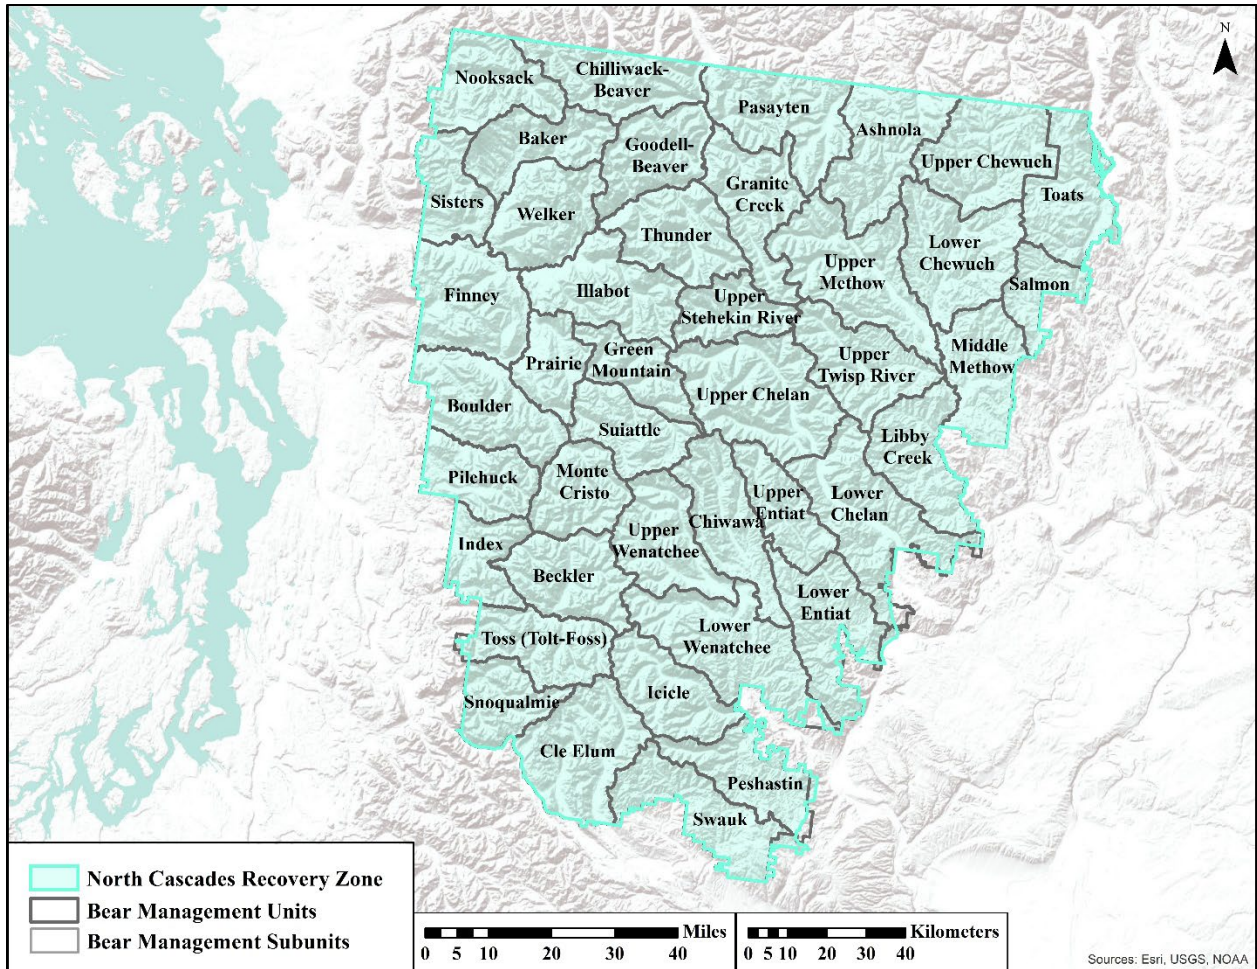 N
Nooksack
Chilliwack-
Beaver
Pasayten
Ashnola
Baker
Goodell-
Beaver
Upper Chewuch
Granite
Creek
Toats
Sisters
Welker
Thunder
Lower
Chewuch
Upper
Methow
Salmon
Finney
Illabot
Upper
Stehekin River
Middle
Methow
Prairie
Green
Mountain
Upper
Twisp River
Upper Chelan
Boulder
Suiattle
Libby
Creek
Pilchuck
Monte
Cristo
Upper
Entiat
Lower
Chelan
Chiwawa
Upper
Wenatchee
Index
Beckler
Lower
Entiat
Toss (Tolt-Foss)
Lower
Wenatchee
Snoqualmie
Icicle
Cle Elum
Peshastin
Swauk
North Cascades Recovery Zone
Bear Management Units
Bear Management Subunits
Miles
0 5 10 20 30 40
Kilometers
0 5 10 20 30 40
Sources: Esri, USGS, NOAA